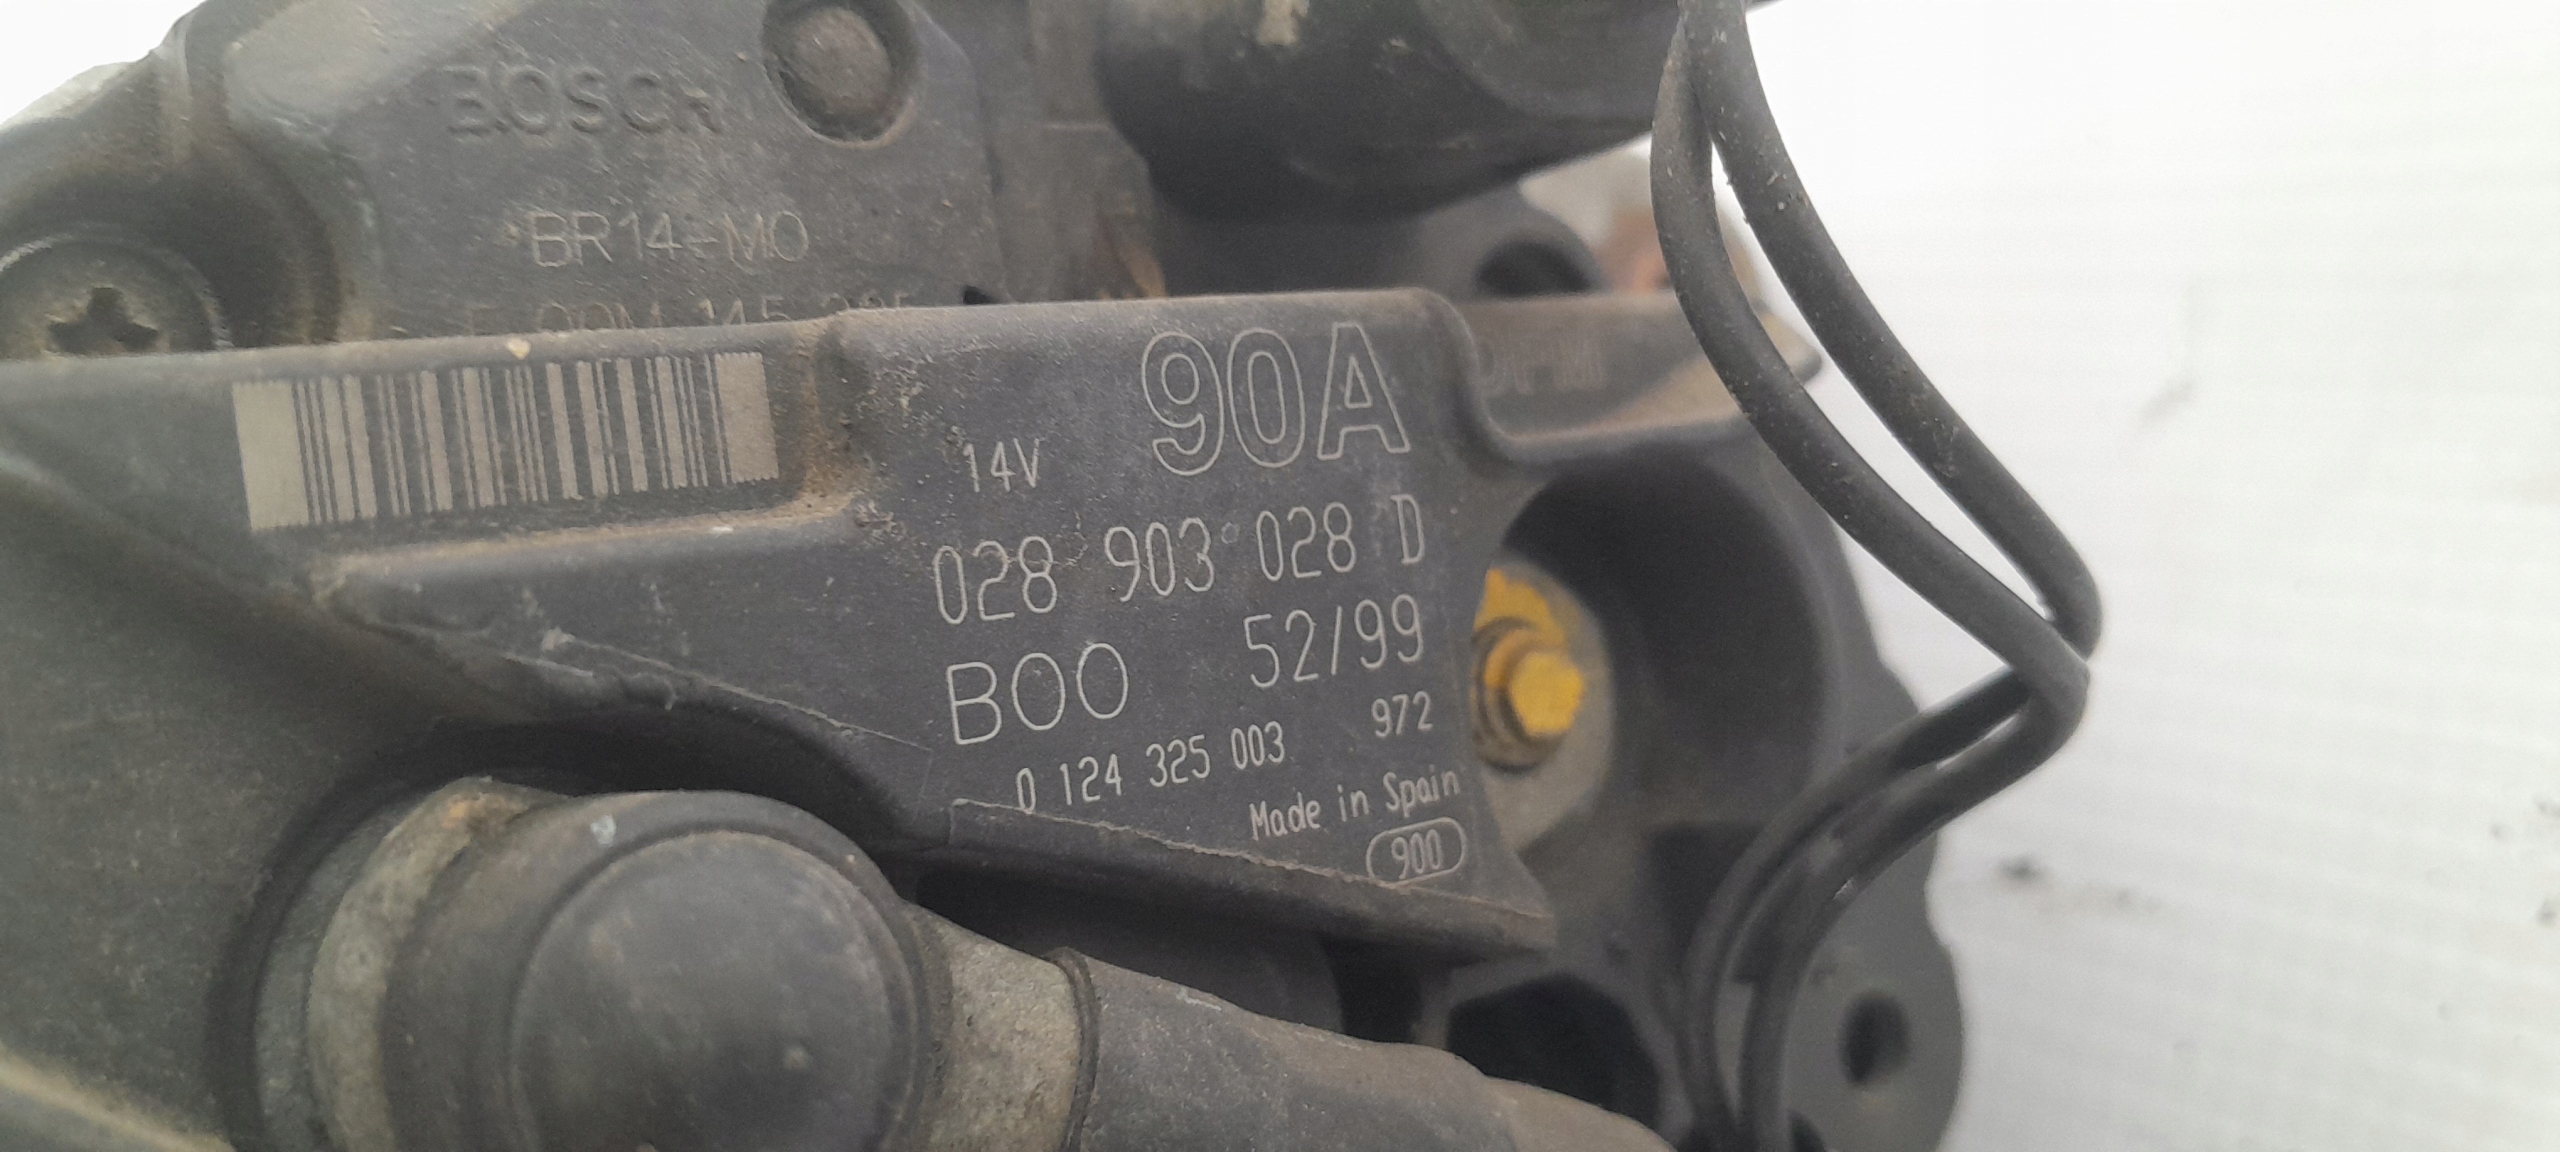 BOSCH
BR14-M0
14V 90A
028 903 028 D
B00 52/99
0 124 325 003 972
Made in Spain
900